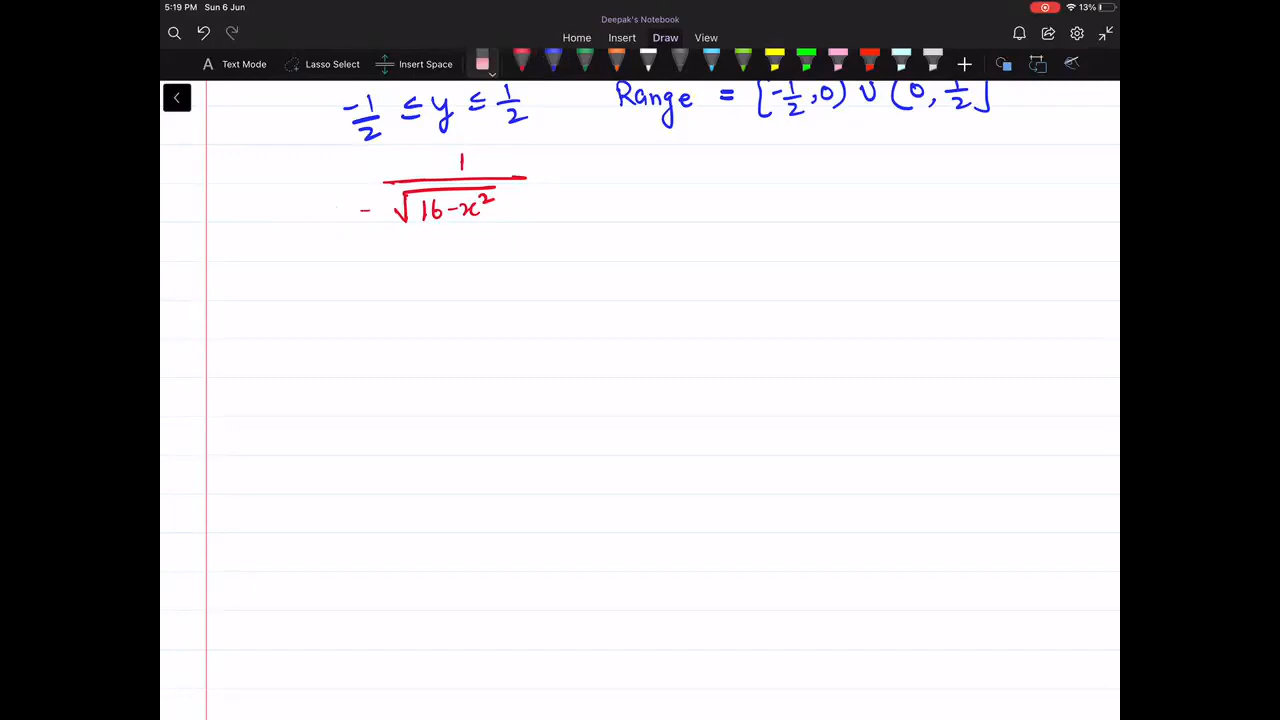 5:19 PM Sun 6 Jun
13%
Deepak's Notebook
Home Insert Draw View
Text Mode Lasso Select Insert Space
-1/2 ≤ y ≤ 1/2 Range = [-1/2, 0) ∪ (0, 1/2]
1
- √16-x²